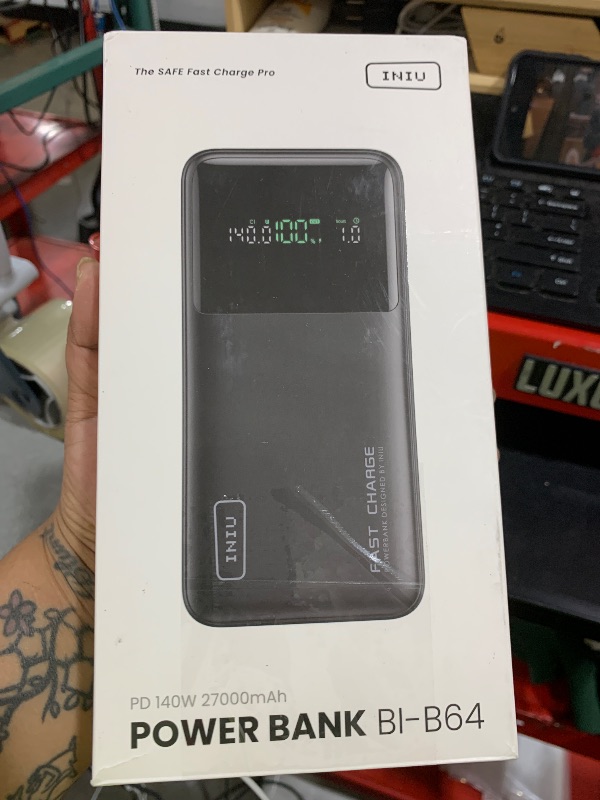 The SAFE Fast Charge Pro
INIU
140.0 100% 1.0
INIU
FAST CHARGE
POWERBANK DESIGNED BY INIU
PD 140W 27000mAh
POWER BANK BI-B64